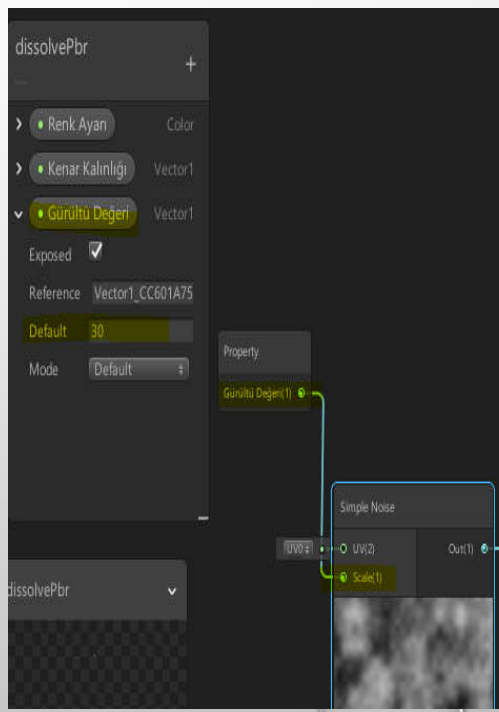 dissolvePbr
+
Renk Ayarı Color
Kenar Kalınlığı Vector1
Gürültü Değeri Vector1
Exposed
Reference Vector1_CC601A75
Default 30
Mode Default
Property
Gürültü Değeri(1)
Simple Noise
UV0 UV(2) Out(1)
Scale(1)
dissolvePbr